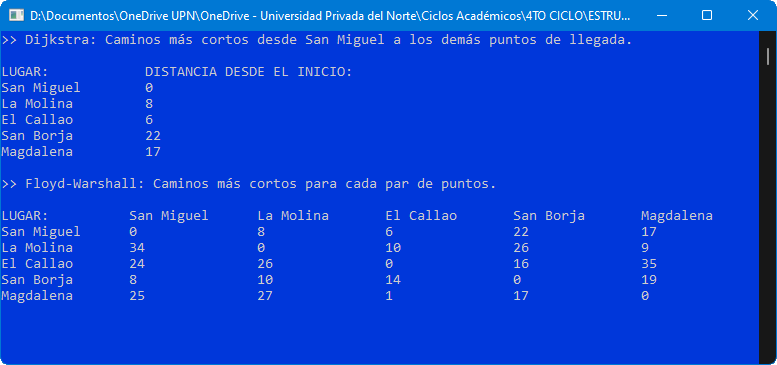 D:\Documentos\OneDrive UPN\OneDrive - Universidad Privada del Norte\Ciclos Académicos\4TO CICLO\ESTRU...
>> Dijkstra: Caminos más cortos desde San Miguel a los demás puntos de llegada.
LUGAR: DISTANCIA DESDE EL INICIO:
San Miguel 0
La Molina 8
El Callao 6
San Borja 22
Magdalena 17
>> Floyd-Warshall: Caminos más cortos para cada par de puntos.
LUGAR: San Miguel La Molina El Callao San Borja Magdalena
San Miguel 0 8 6 22 17
La Molina 34 0 10 26 9
El Callao 24 26 0 16 35
San Borja 8 10 14 0 19
Magdalena 25 27 1 17 0